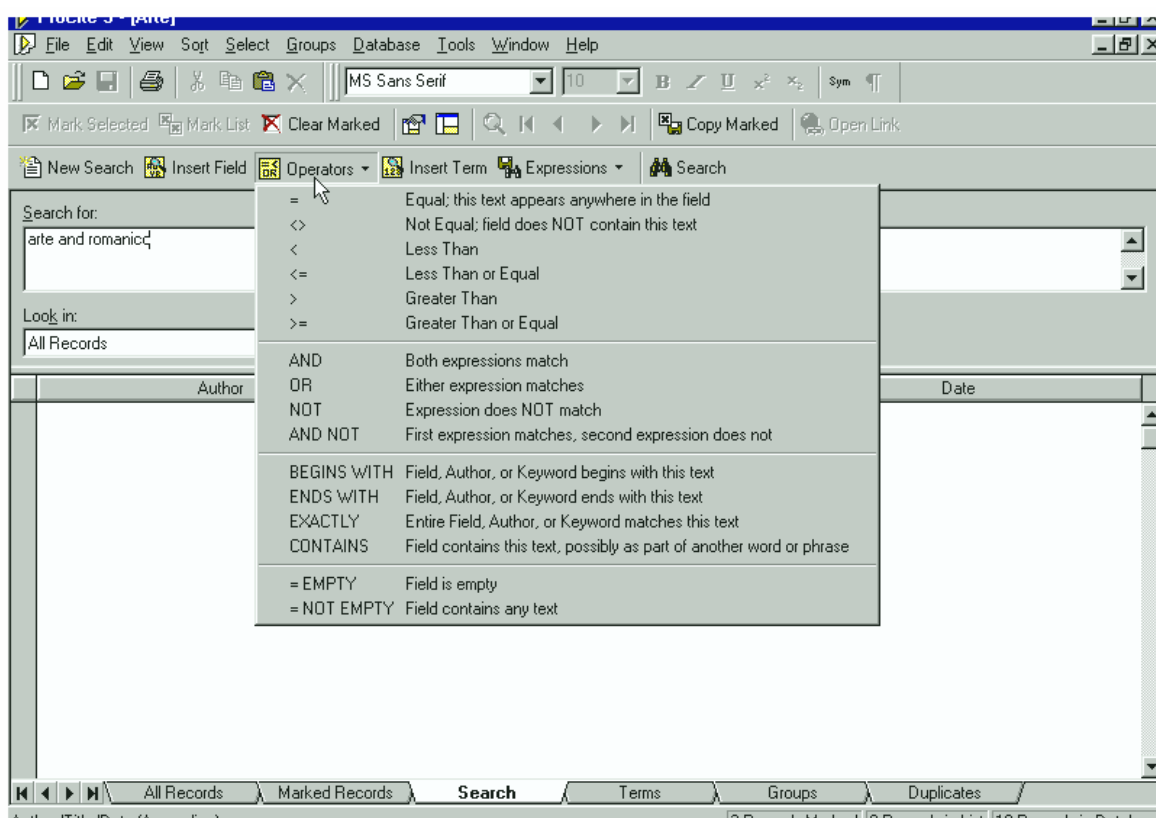 ProCite 5 - [Arte]
File Edit View Sort Select Groups Database Tools Window Help
MS Sans Serif 10 B I U x² x₂ Sym ¶
Mark Selected Mark List Clear Marked Copy Marked Open Link
New Search Insert Field Operators Insert Term Expressions Search
= Equal; this text appears anywhere in the field
Search for:
<> Not Equal; field does NOT contain this text
arte and romanico
< Less Than
<= Less Than or Equal
> Greater Than
Look in:
>= Greater Than or Equal
All Records
AND Both expressions match
Author OR Either expression matches Date
NOT Expression does NOT match
AND NOT First expression matches, second expression does not
BEGINS WITH Field, Author, or Keyword begins with this text
ENDS WITH Field, Author, or Keyword ends with this text
EXACTLY Entire Field, Author, or Keyword matches this text
CONTAINS Field contains this text, possibly as part of another word or phrase
= EMPTY Field is empty
= NOT EMPTY Field contains any text
All Records Marked Records Search Terms Groups Duplicates